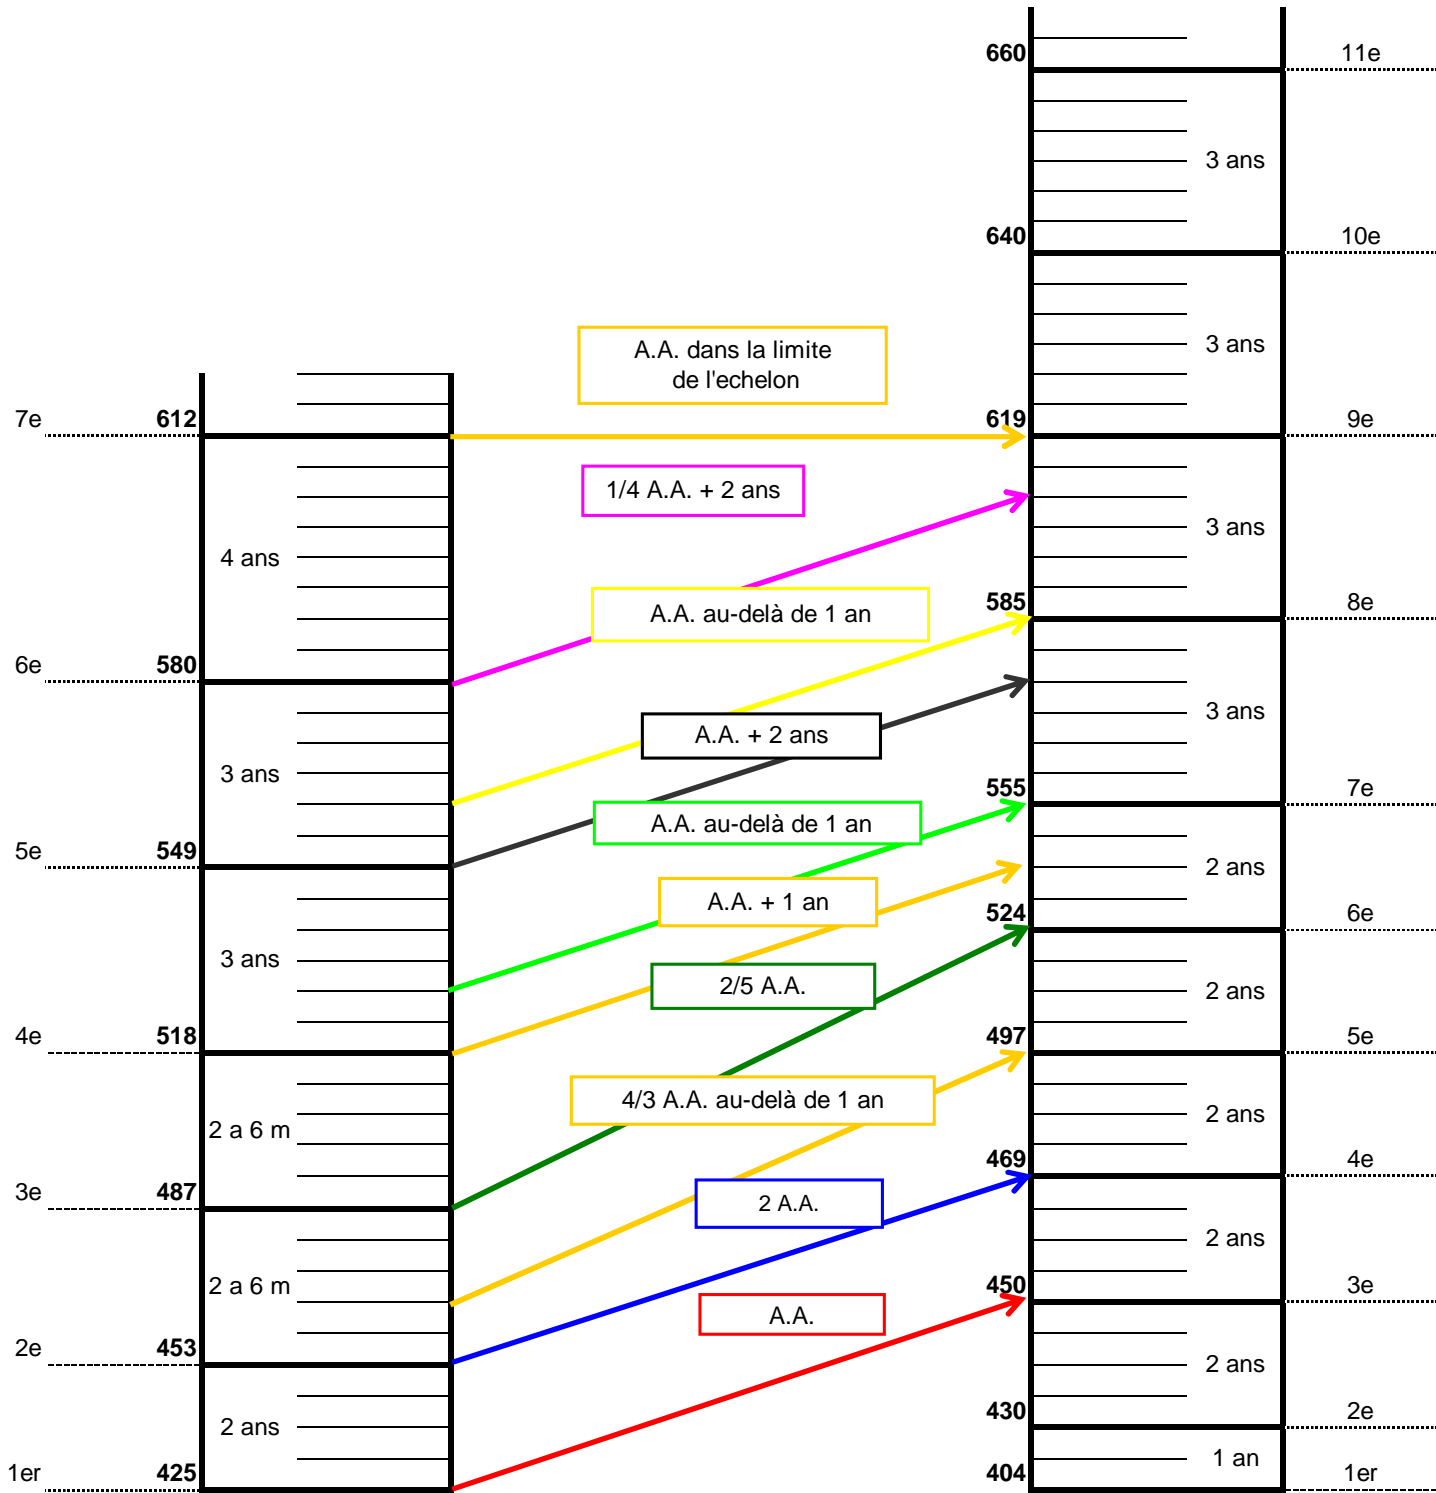 660 11e
3 ans
640 10e
3 ans
A.A. dans la limite
de l'echelon
7e 612 619 9e
1/4 A.A. + 2 ans
3 ans
4 ans
585 8e
A.A. au-delà de 1 an
6e 580
3 ans
A.A. + 2 ans
3 ans
555 7e
A.A. au-delà de 1 an
5e 549
2 ans
A.A. + 1 an
524 6e
3 ans
2/5 A.A.
2 ans
4e 518 497 5e
4/3 A.A. au-delà de 1 an
2 ans
2 a 6 m
469 4e
3e 487
2 A.A.
2 ans
2 a 6 m
450 3e
A.A.
2e 453
2 ans
430 2e
2 ans
1 an
1er 425 404 1er